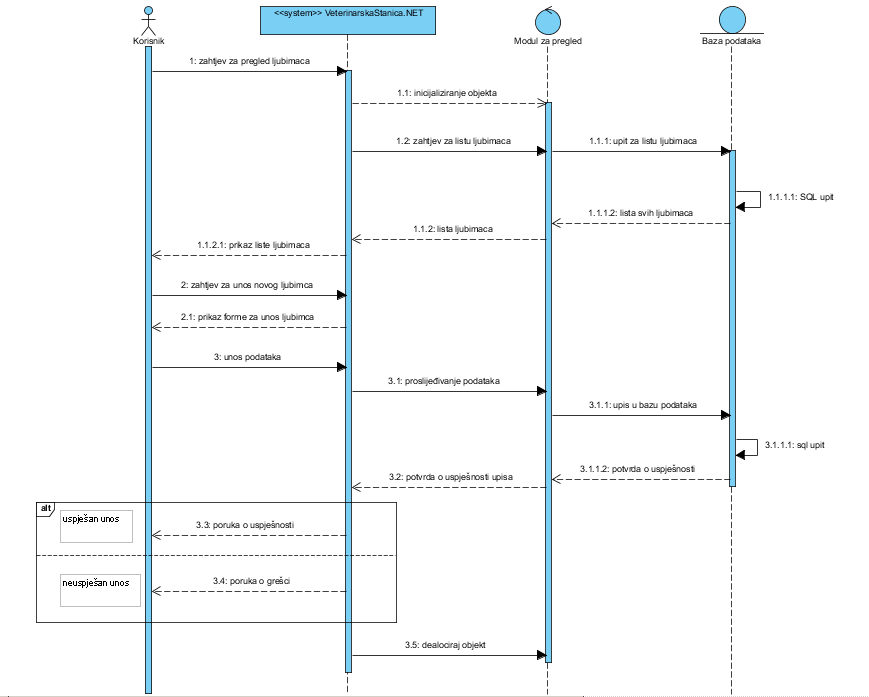 <<system>> VeterinarskaStanica.NET
Korisnik
Modul za pregled
Baza podataka
1: zahtjev za pregled ljubimaca
1.1: inicijaliziranje objekta
1.2: zahtjev za listu ljubimaca
1.1.1: upit za listu ljubimaca
1.1.1.1: SQL upit
1.1.1.2: lista svih ljubimaca
1.1.2: lista ljubimaca
1.1.2.1: prikaz liste ljubimaca
2: zahtjev za unos novog ljubimca
2.1: prikaz forme za unos ljubimca
3: unos podataka
3.1: proslijeđivanje podataka
3.1.1: upis u bazu podataka
3.1.1.1: sql upit
3.1.1.2: potvrda o uspješnosti
3.2: potvrda o uspješnosti upisa
alt
uspješan unos
3.3: poruka o uspješnosti
neuspješan unos
3.4: poruka o grešci
3.5: dealociraj objekt